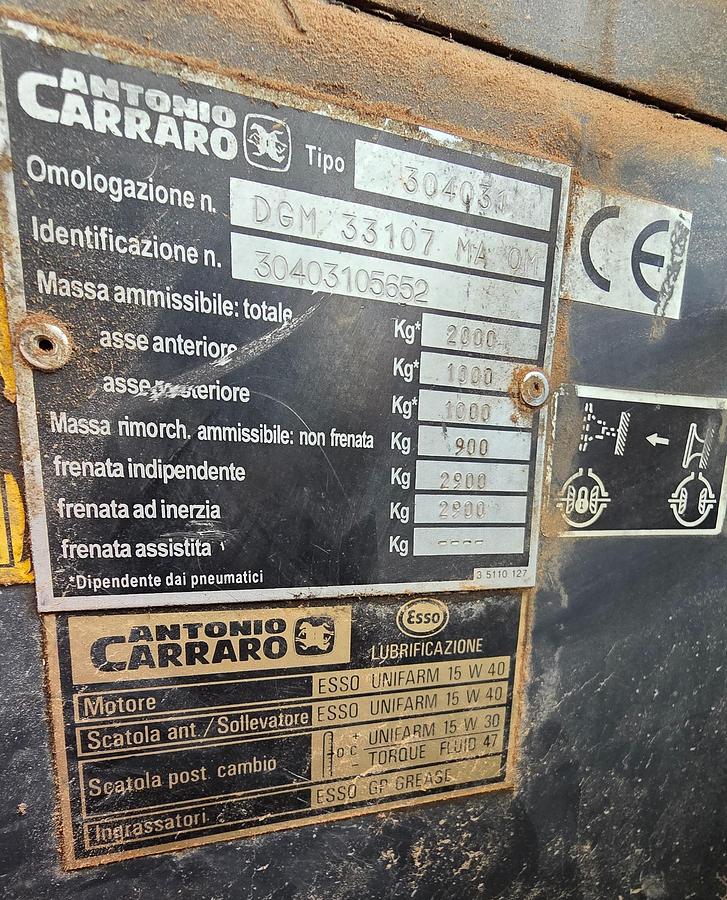 ANTONIO
CARRARO
Tipo 304031
Omologazione n. DGM 33107 MA OM
Identificazione n. 30403105652
Massa ammissibile: totale Kg* 2000
asse anteriore Kg* 1000
asse posteriore Kg* 1000
Massa rimorch. ammissibile: non frenata Kg 900
frenata indipendente Kg 2900
frenata ad inerzia Kg 2900
frenata assistita Kg ----
*Dipendente dai pneumatici
3 5110 127
CE
ANTONIO
CARRARO
Esso
LUBRIFICAZIONE
Motore ESSO UNIFARM 15 W 40
Scatola ant./Sollevatore ESSO UNIFARM 15 W 40
Scatola post. cambio °C + UNIFARM 15 W 30
- TORQUE FLUID 47
Ingrassatori ESSO GP GREASE